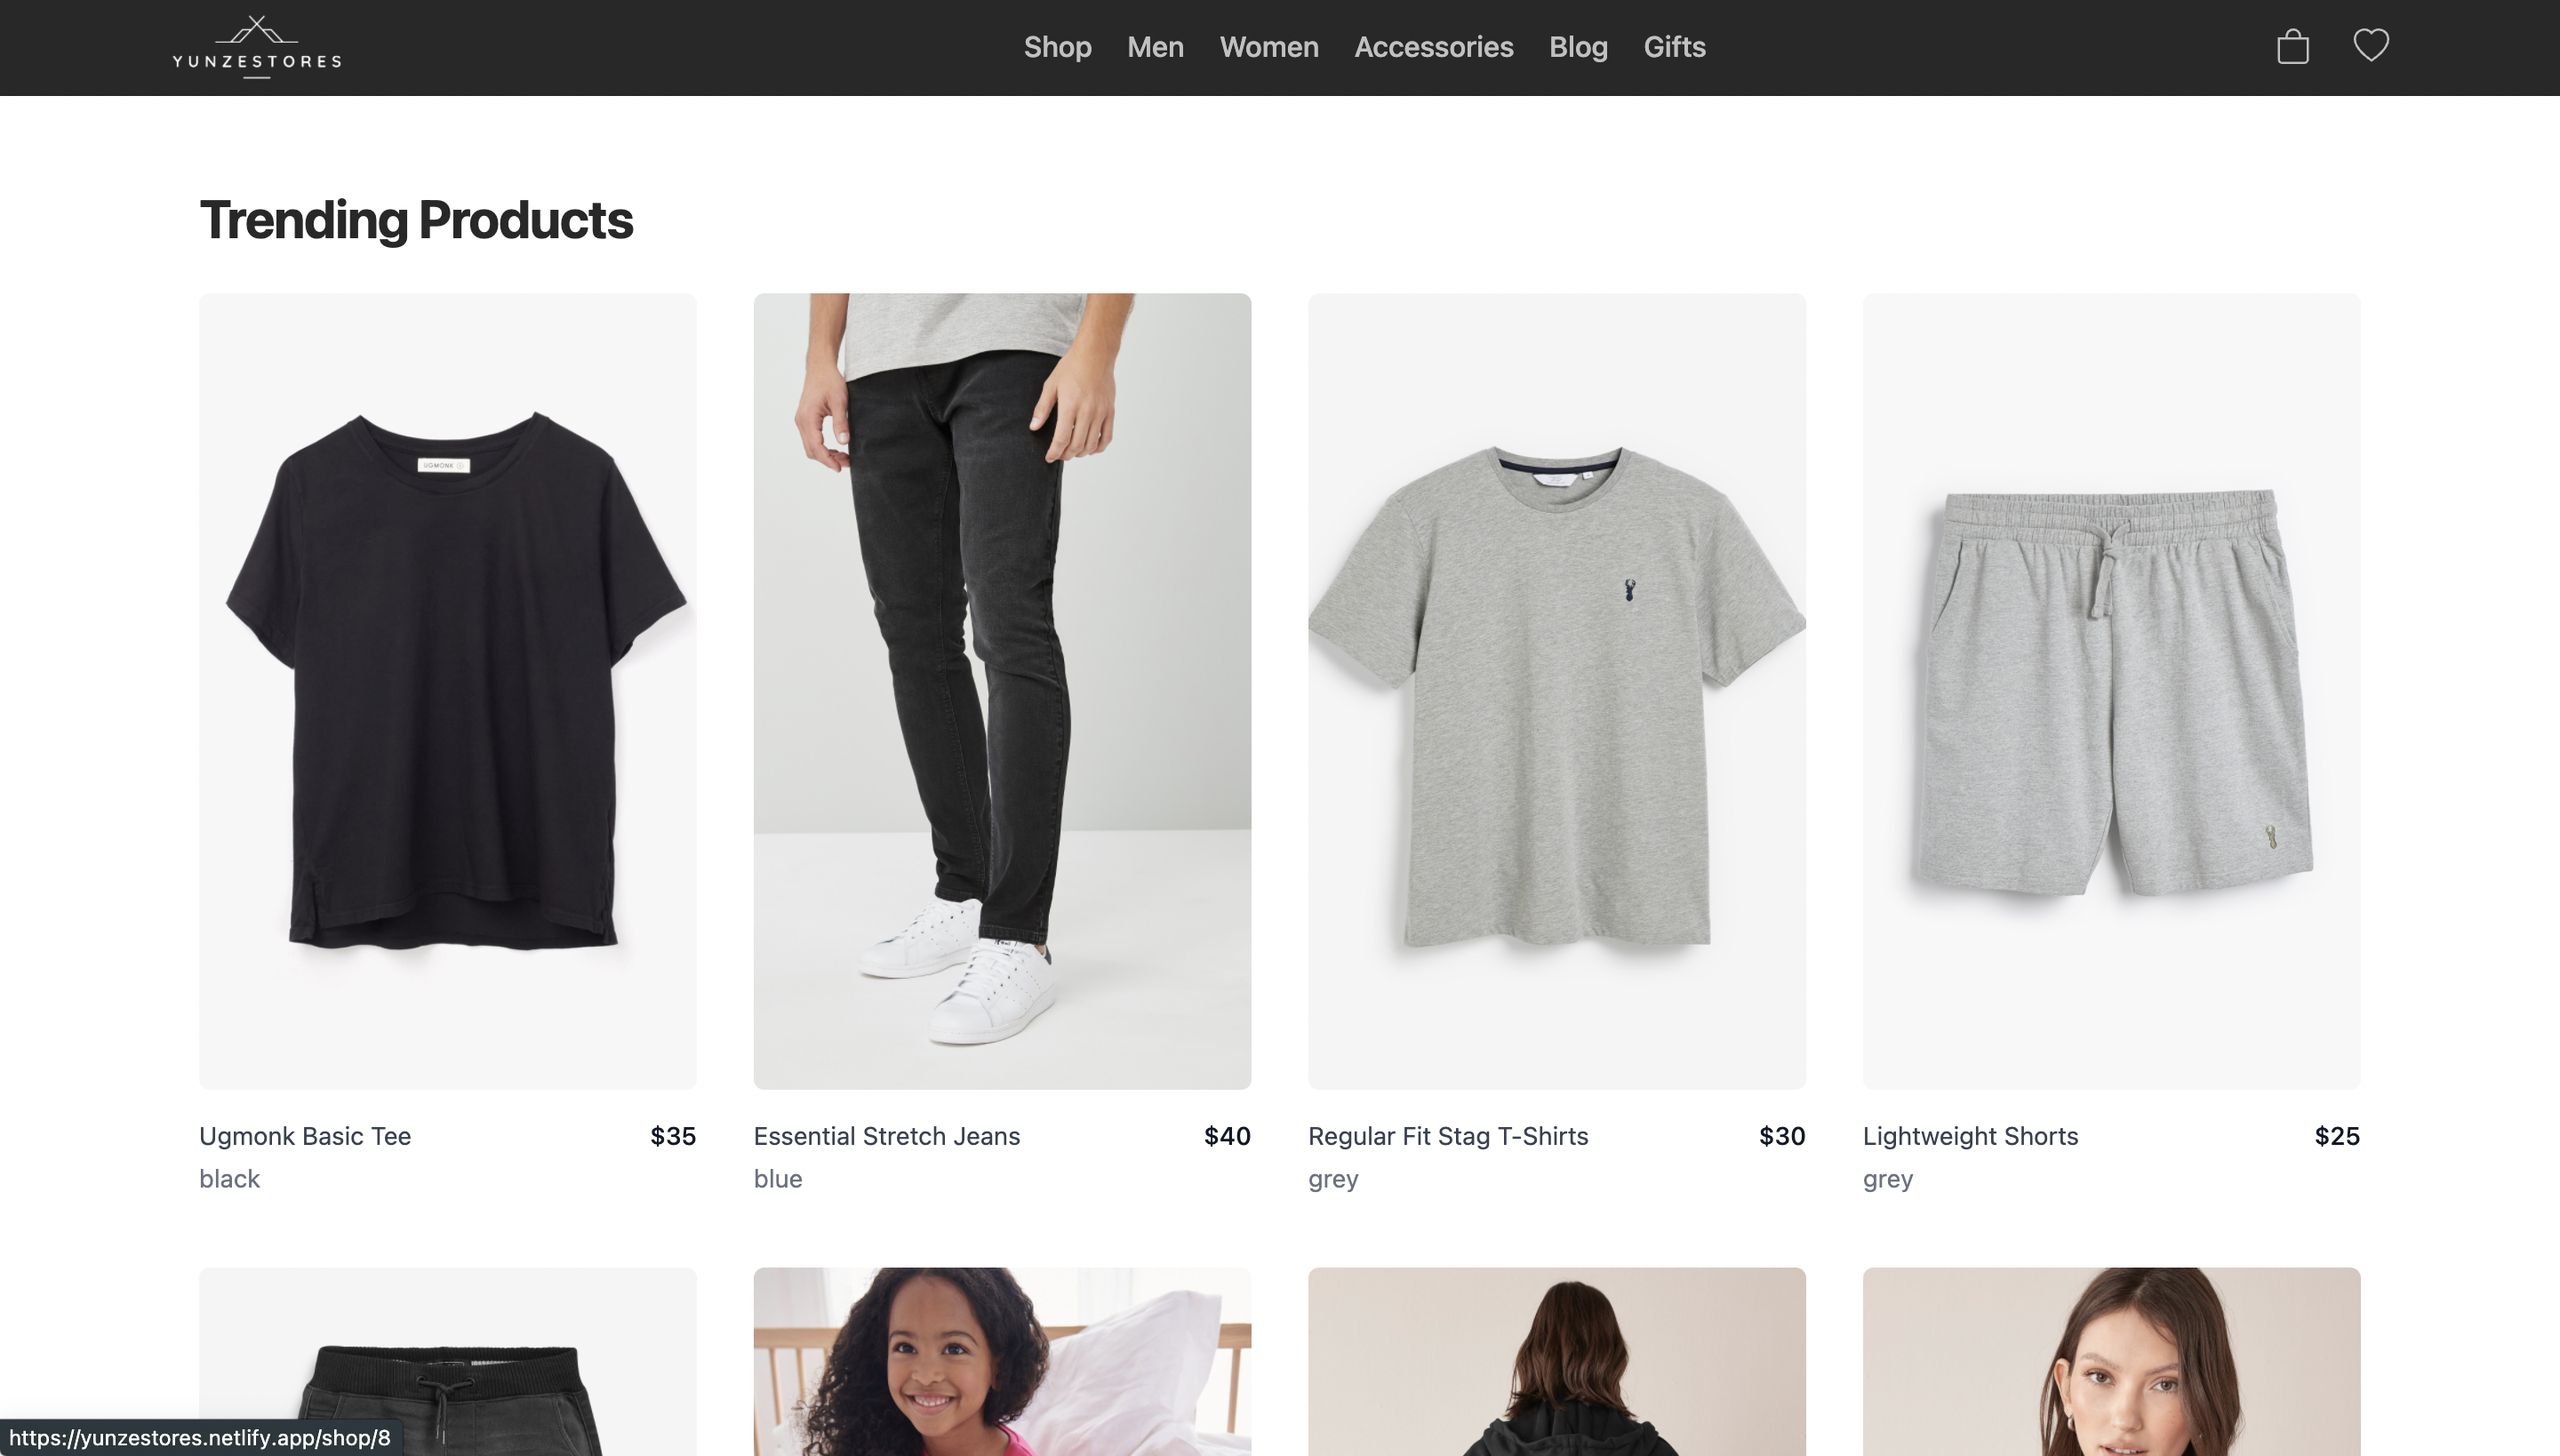 YUNZESTORES
Shop Men Women Accessories Blog Gifts
Trending Products
UGMONK
Ugmonk Basic Tee $35
black
Essential Stretch Jeans $40
blue
Regular Fit Stag T-Shirts $30
grey
Lightweight Shorts $25
grey
https://yunzestores.netlify.app/shop/8